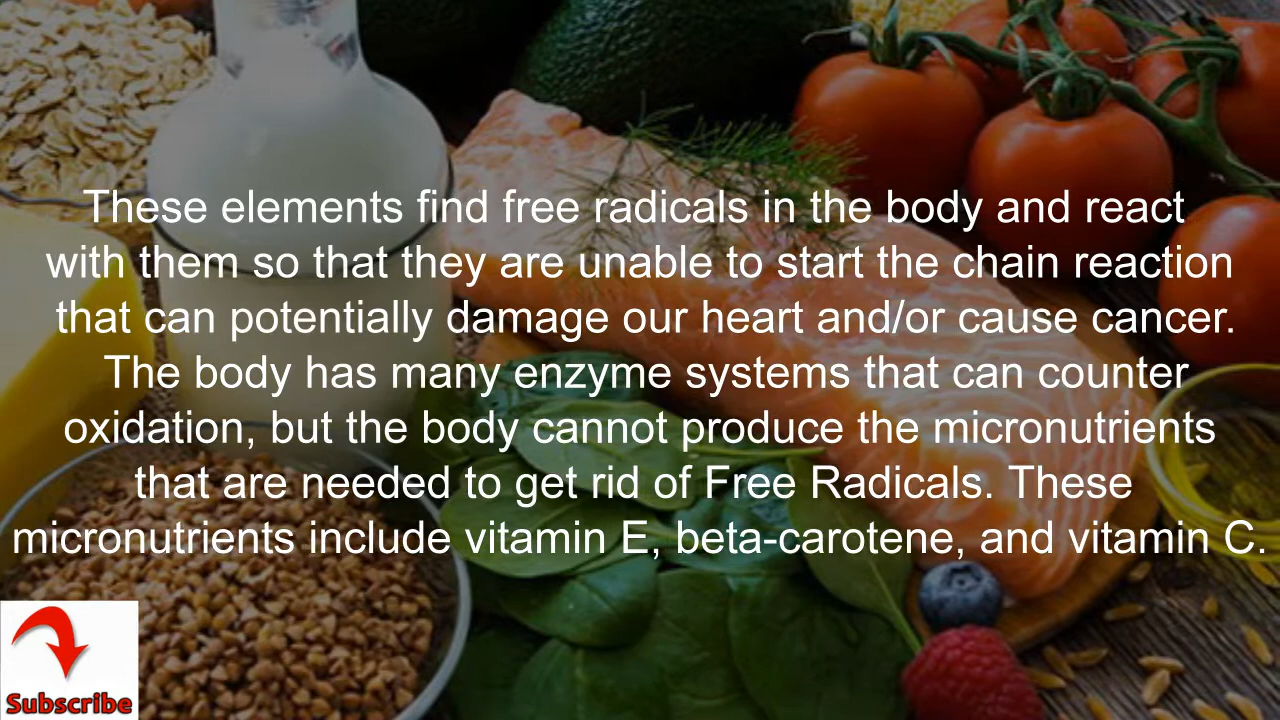 These elements find free radicals in the body and react
with them so that they are unable to start the chain reaction
that can potentially damage our heart and/or cause cancer.
The body has many enzyme systems that can counter
oxidation, but the body cannot produce the micronutrients
that are needed to get rid of Free Radicals. These
micronutrients include vitamin E, beta-carotene, and vitamin C.
Subscribe